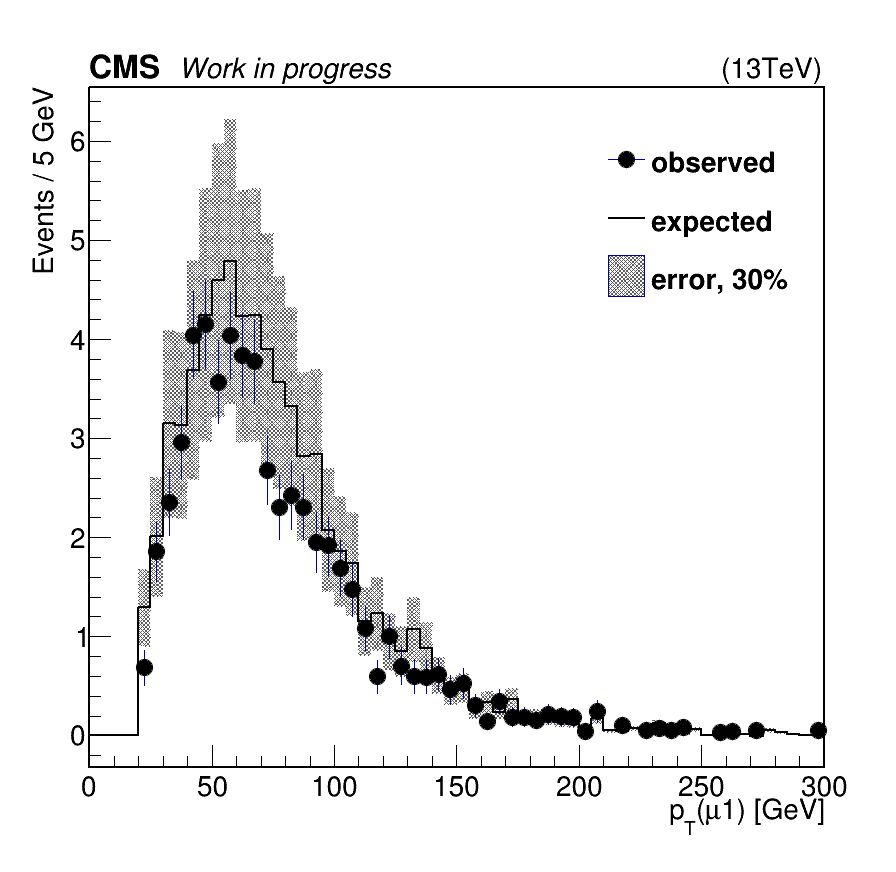 CMS Work in progress (13TeV)
Events / 5 GeV
6
5
4
3
2
1
0
observed
expected
error, 30%
0 50 100 150 200 250 300
pT(μ1) [GeV]